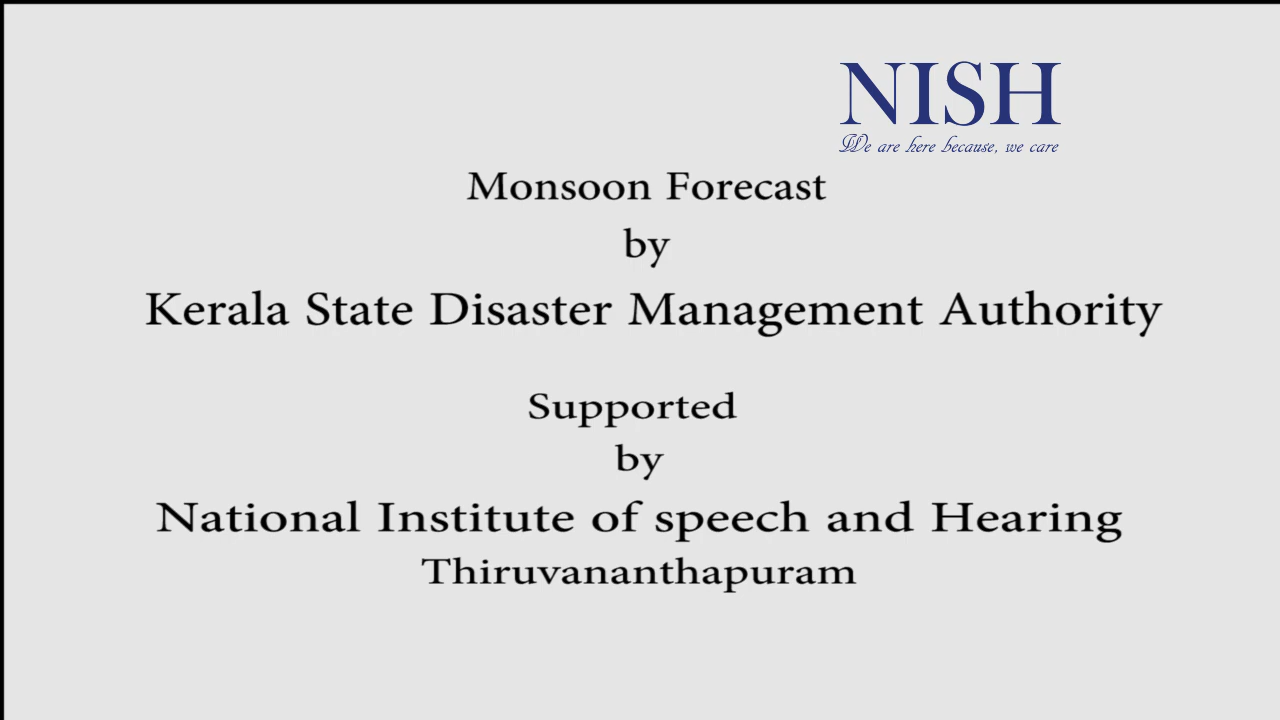 NISH
We are here because, we care
Monsoon Forecast
by
Kerala State Disaster Management Authority
Supported
by
National Institute of speech and Hearing
Thiruvananthapuram